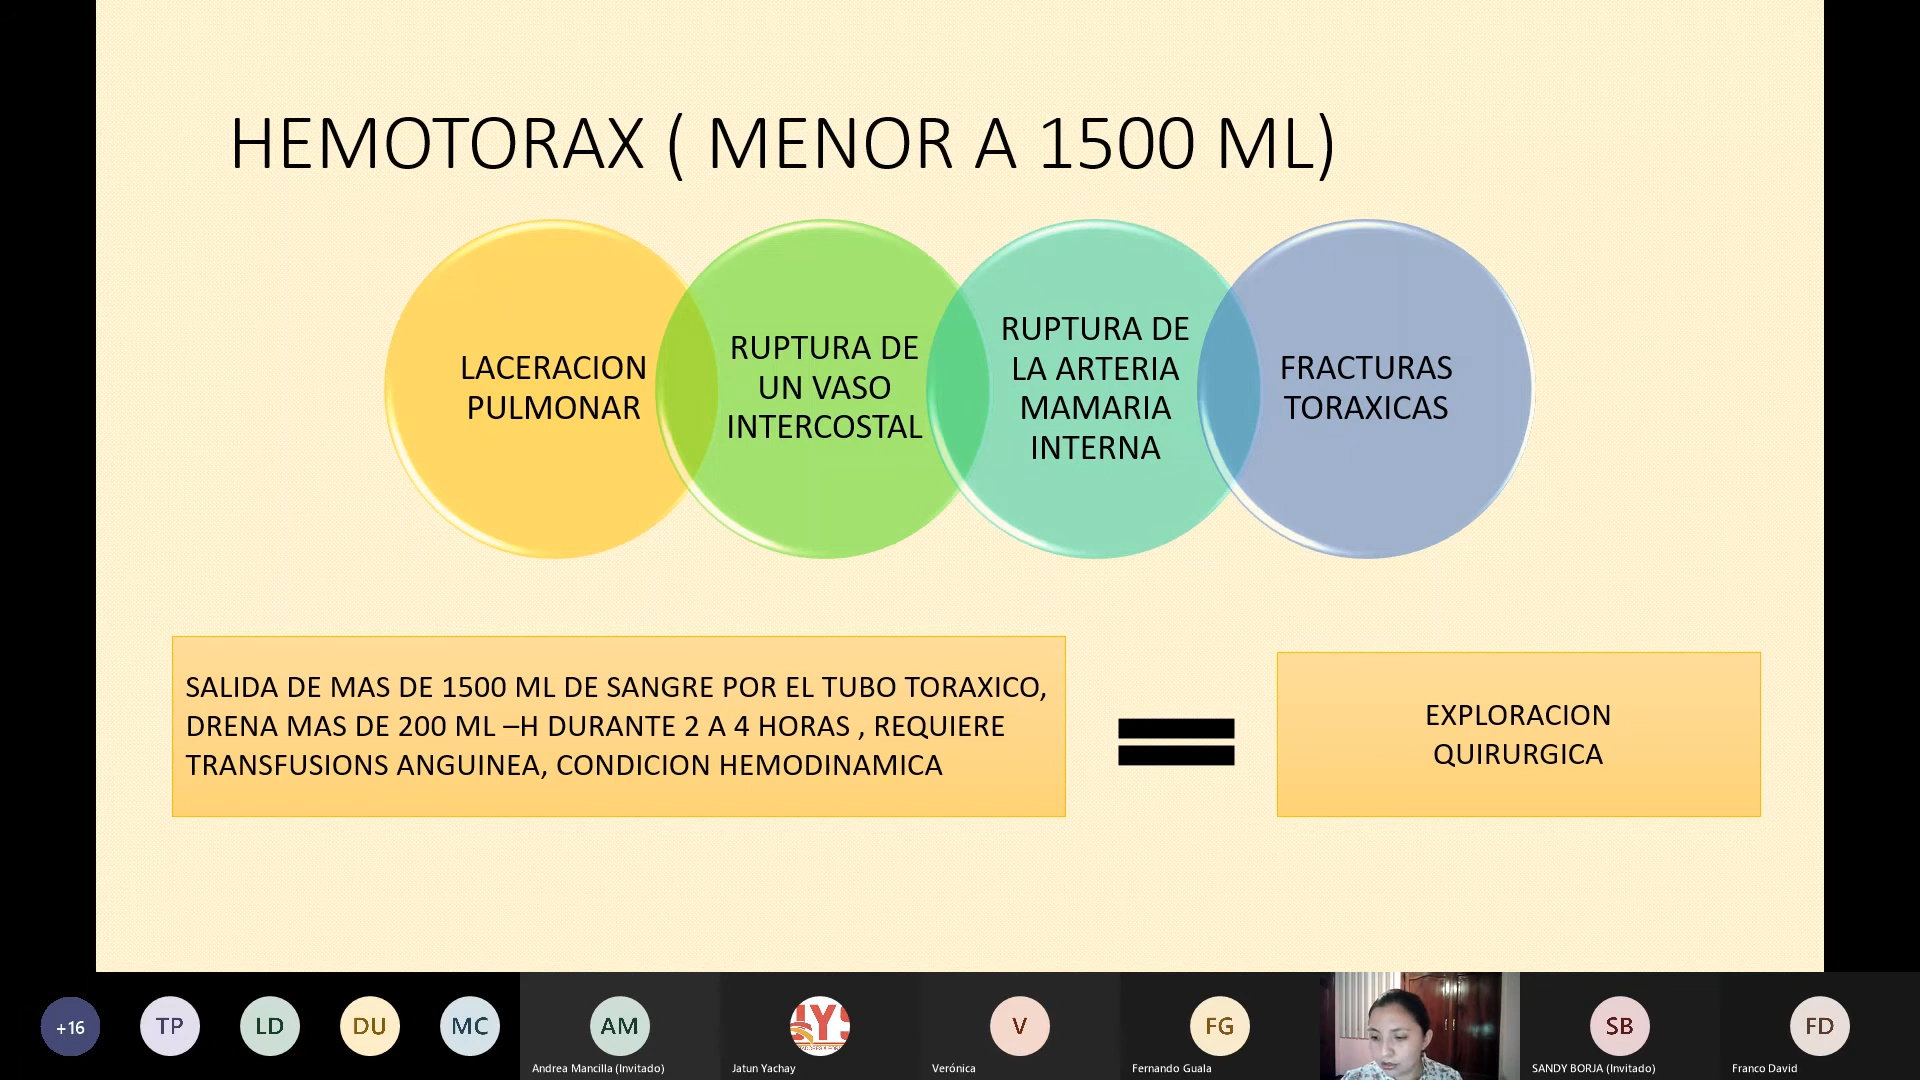 HEMOTORAX ( MENOR A 1500 ML)
LACERACION
PULMONAR
RUPTURA DE
UN VASO
INTERCOSTAL
RUPTURA DE
LA ARTERIA
MAMARIA
INTERNA
FRACTURAS
TORAXICAS
SALIDA DE MAS DE 1500 ML DE SANGRE POR EL TUBO TORAXICO,
DRENA MAS DE 200 ML –H DURANTE 2 A 4 HORAS , REQUIERE
TRANSFUSIONS ANGUINEA, CONDICION HEMODINAMICA
EXPLORACION
QUIRURGICA
+16
TP
LD
DU
MC
AM
Andrea Mancilla (Invitado)
Jatun Yachay
V
Verónica
FG
Fernando Guala
SB
SANDY BORJA (Invitado)
FD
Franco David